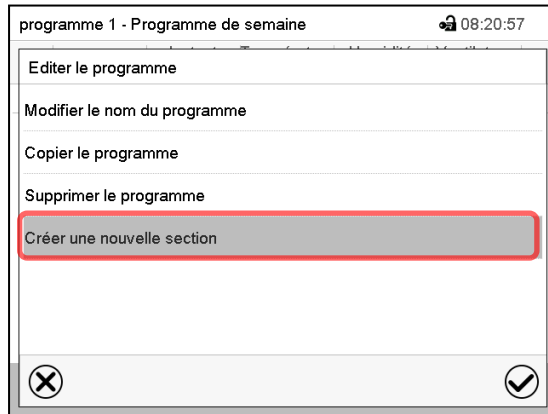 programme 1 - Programme de semaine 08:20:57
Editer le programme
Modifier le nom du programme
Copier le programme
Supprimer le programme
Créer une nouvelle section